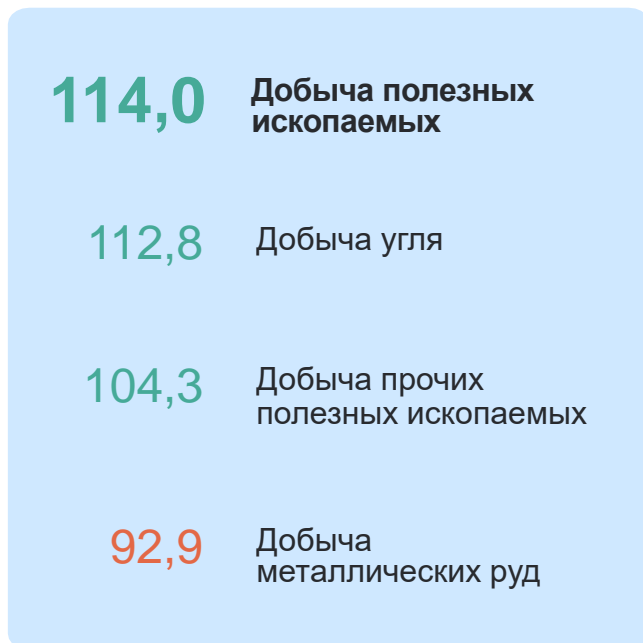 114,0 Добыча полезных
ископаемых
112,8 Добыча угля
104,3 Добыча прочих
полезных ископаемых
92,9 Добыча
металлических руд